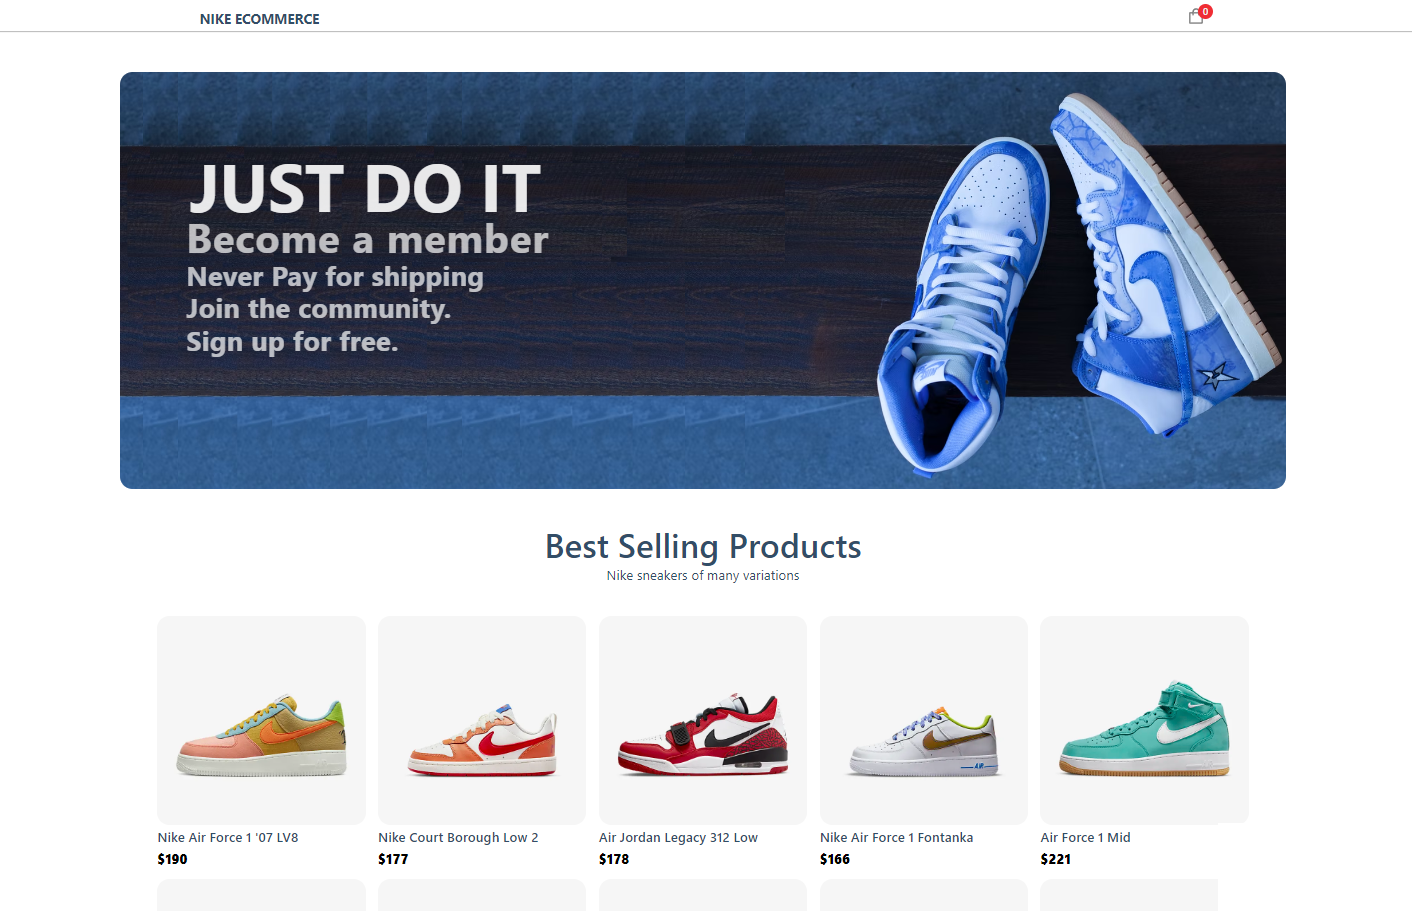 NIKE ECOMMERCE
0
JUST DO IT
Become a member
Never Pay for shipping
Join the community.
Sign up for free.
Best Selling Products
Nike sneakers of many variations
Nike Air Force 1 '07 LV8
Nike Court Borough Low 2
Air Jordan Legacy 312 Low
Nike Air Force 1 Fontanka
Air Force 1 Mid
$190
$177
$178
$166
$221